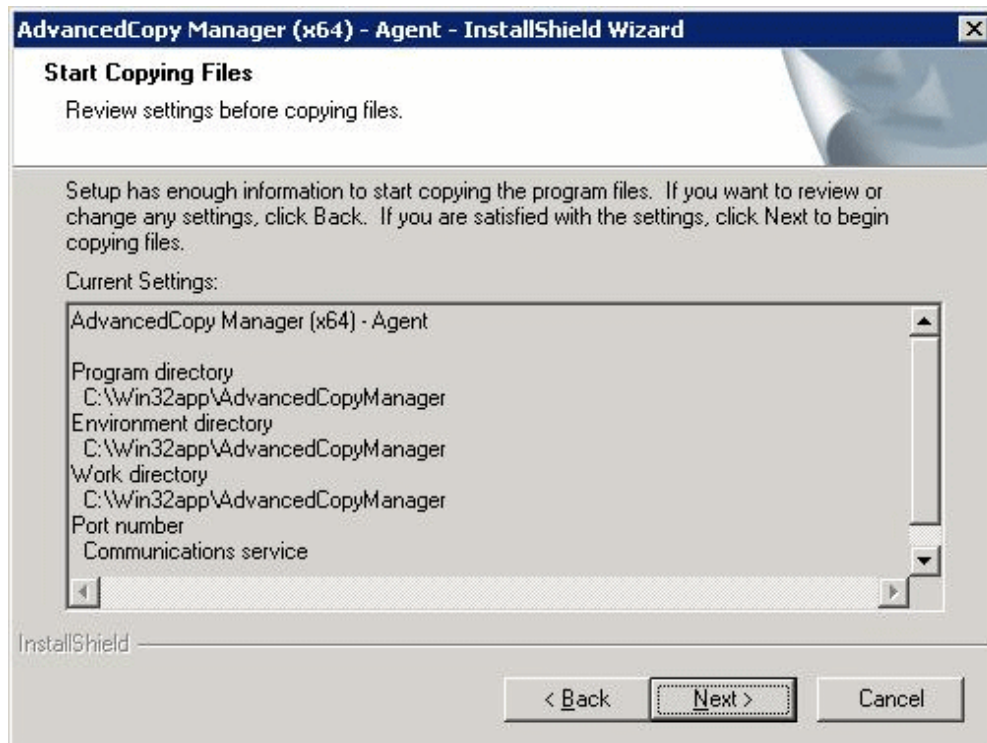 AdvancedCopy Manager (x64) - Agent - InstallShield Wizard
Start Copying Files
Review settings before copying files.
Setup has enough information to start copying the program files.  If you want to review or
change any settings, click Back.  If you are satisfied with the settings, click Next to begin
copying files.
Current Settings:
AdvancedCopy Manager (x64) - Agent
Program directory
C:\Win32app\AdvancedCopyManager
Environment directory
C:\Win32app\AdvancedCopyManager
Work directory
C:\Win32app\AdvancedCopyManager
Port number
Communications service
InstallShield
< Back
Next >
Cancel